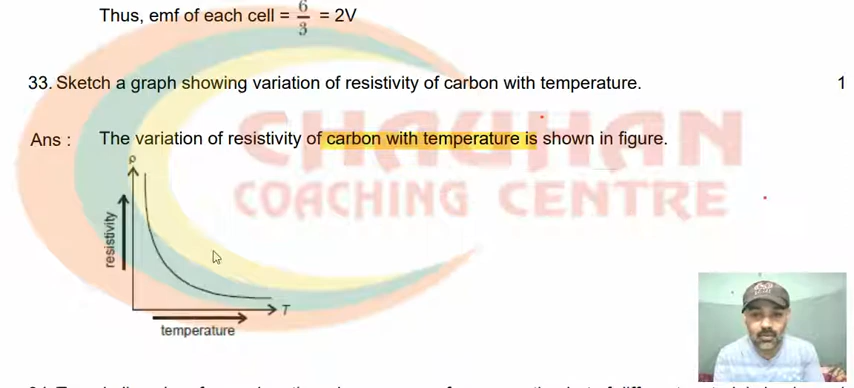 Thus, emf of each cell = 6/3 = 2V
33. Sketch a graph showing variation of resistivity of carbon with temperature. 1
CHAUHAN
Ans : The variation of resistivity of carbon with temperature is shown in figure.
COACHING CENTRE
ρ
resistivity
T
temperature